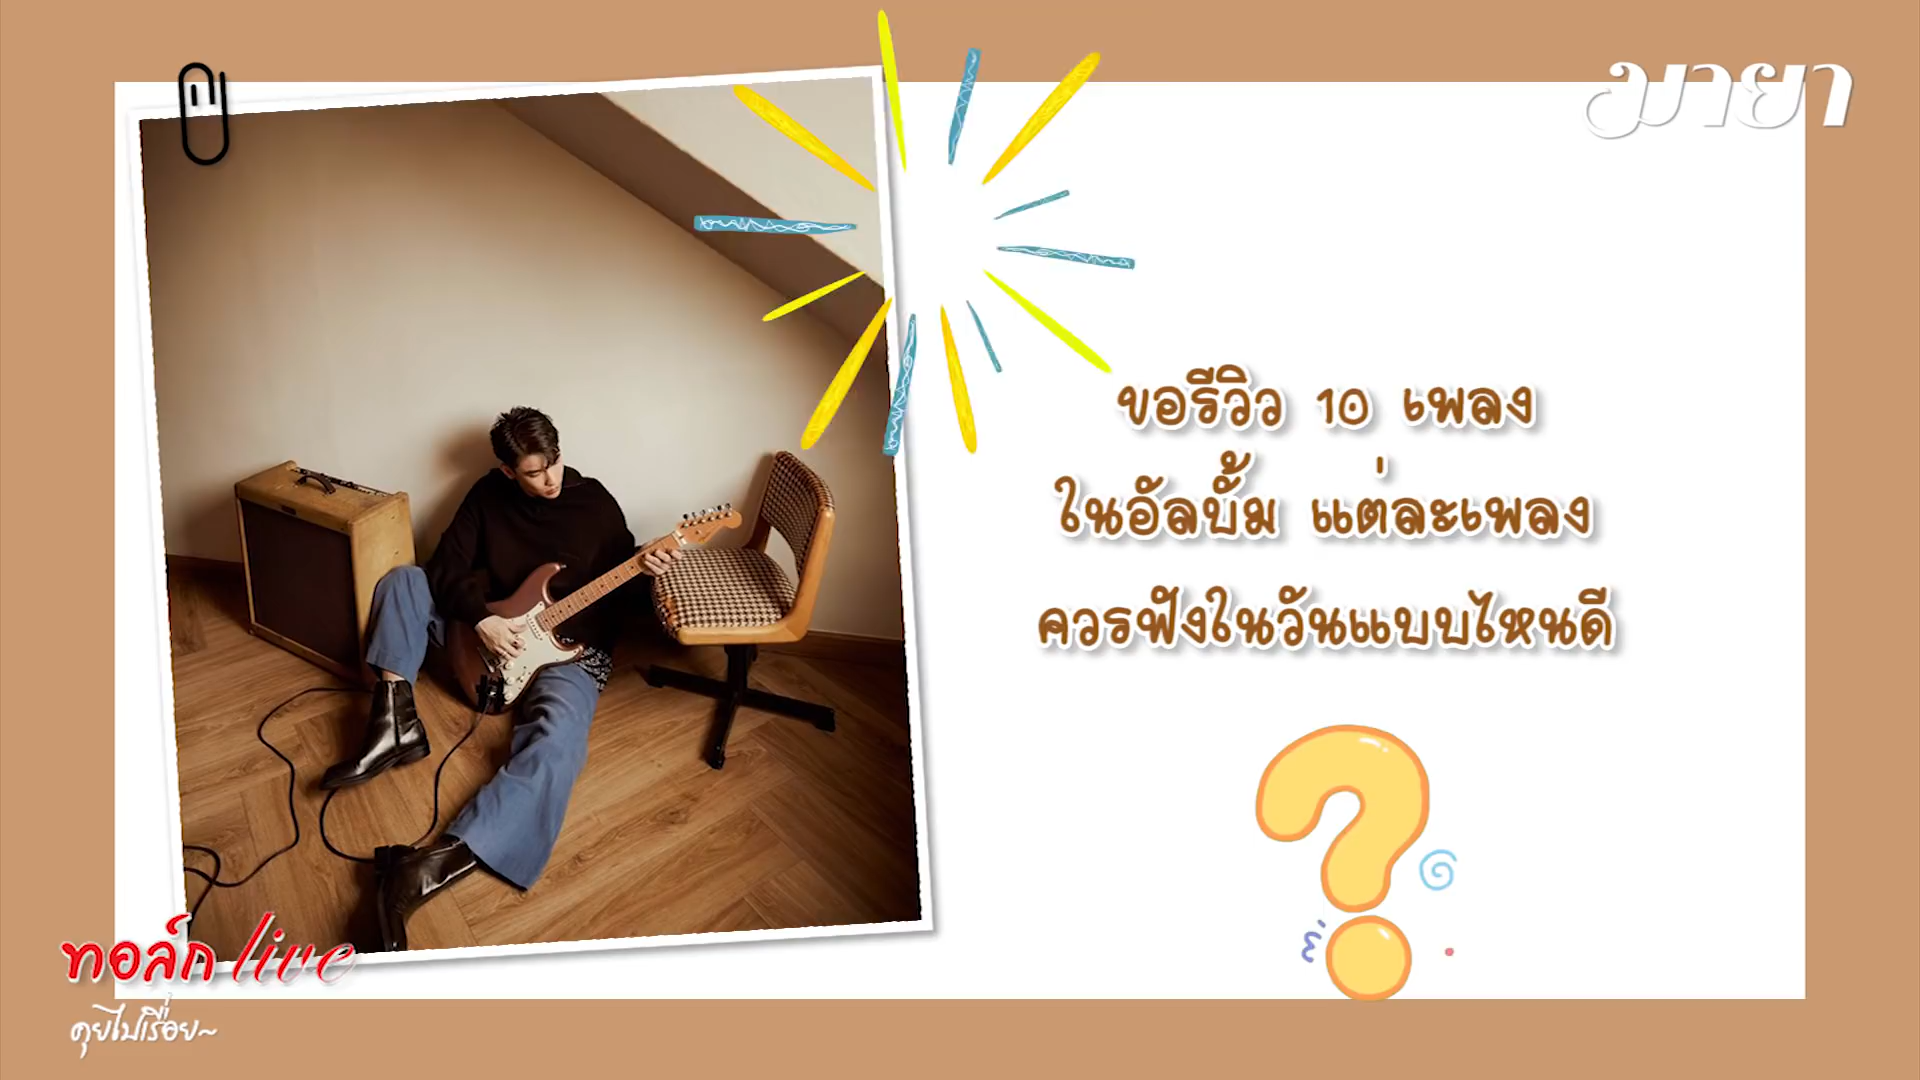 มายา
ขอรีวิว 10 เพลง
ในอัลบั้ม แต่ละเพลง
ควรฟังในวันแบบไหนดี
?
ทอล์ก live
คุยไปเรื่อย~